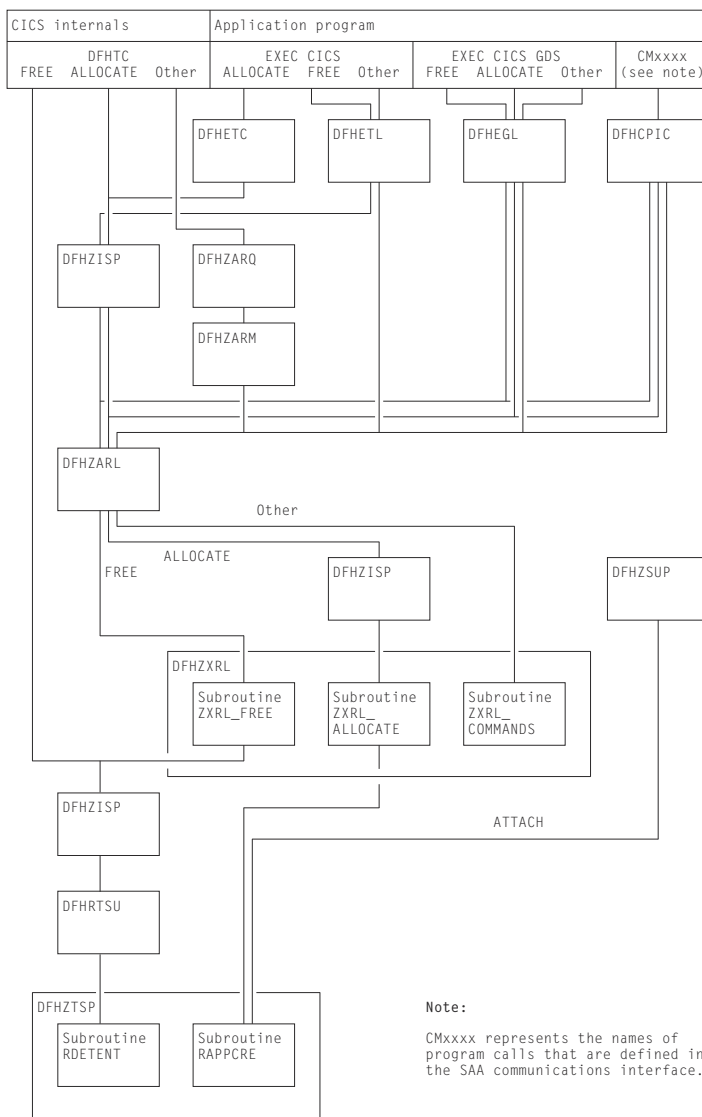 CICS internals
Application program
DFHTC
FREE ALLOCATE Other
EXEC CICS
ALLOCATE FREE Other
EXEC CICS GDS
FREE ALLOCATE Other
CMxxxx
(see note)
DFHETC
DFHETL
DFHEGL
DFHCPIC
DFHZISP
DFHZARQ
DFHZARM
DFHZARL
Other
ALLOCATE
FREE
DFHZISP
DFHZSUP
DFHZXRL
Subroutine
ZXRL_FREE
Subroutine
ZXRL_
ALLOCATE
Subroutine
ZXRL_
COMMANDS
DFHZISP
ATTACH
DFHRTSU
DFHZTSP
Subroutine
RDETENT
Subroutine
RAPPCRE
Note:
CMxxxx represents the names of
program calls that are defined in
the SAA communications interface.